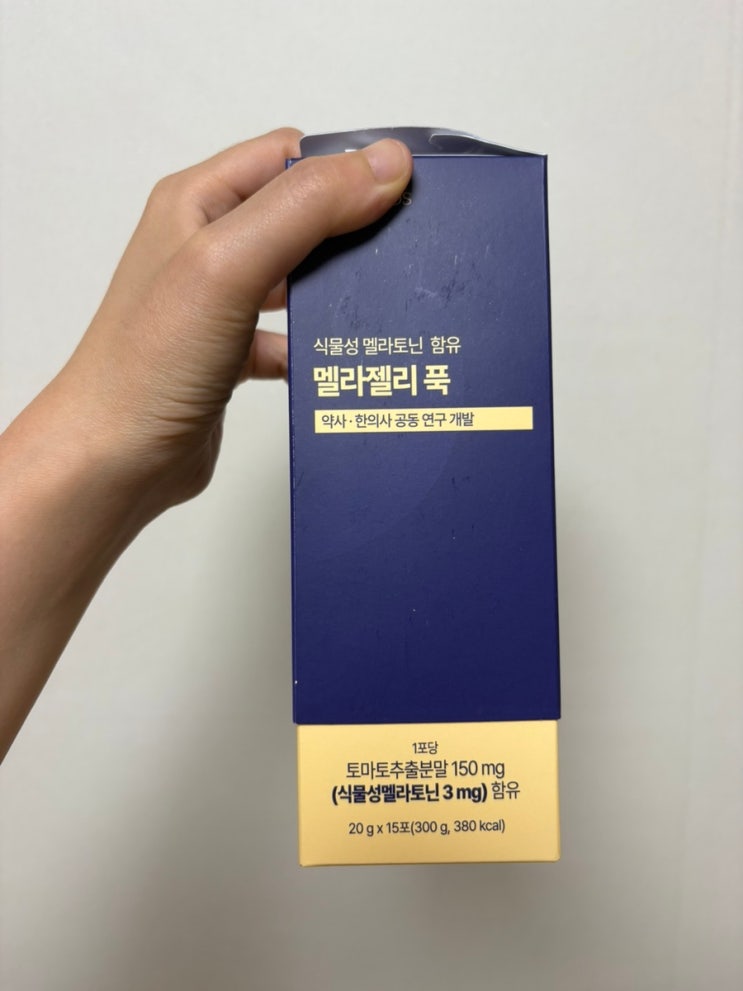 식물성 멜라토닌 함유
멜라젤리 푹
약사·한의사 공동 연구 개발
1포당
토마토추출분말 150 mg
(식물성멜라토닌 3 mg) 함유
20 g x 15포(300 g, 380 kcal)